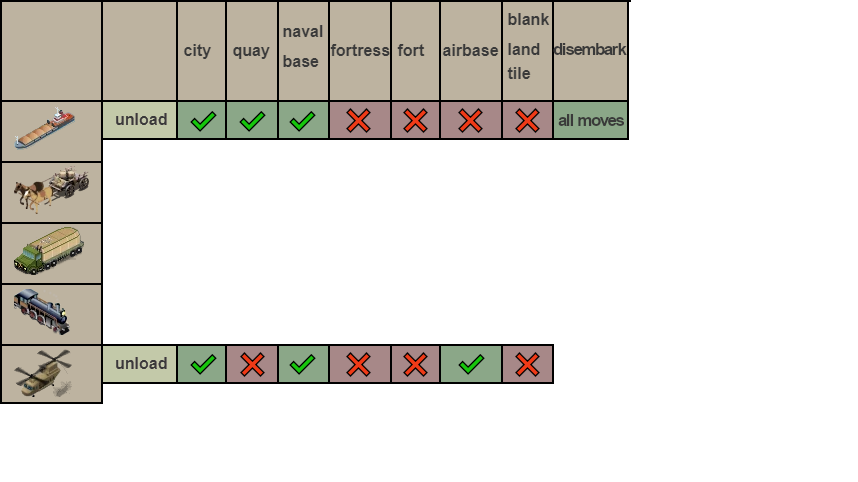 city
quay
naval
base
fortress
fort
airbase
blank
land
tile
disembark
unload
all moves
unload